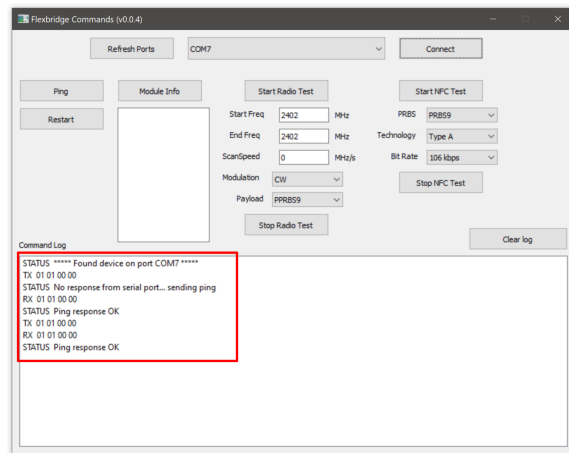 Flexbridge Commands (v0.0.4)
Refresh Ports COM7 Connect
Ping Module Info Start Radio Test Start NFC Test
Restart Start Freq 2402 MHz PRBS PRBS9
End Freq 2402 MHz Technology Type A
ScanSpeed 0 MHz/s Bit Rate 106 kbps
Modulation CW Stop NFC Test
Payload PPRBS9
Stop Radio Test
Clear log
Command Log
STATUS ***** Found device on port COM7 *****
TX 01 01 00 00
STATUS No response from serial port... sending ping
RX 01 01 00 00
STATUS Ping response OK
TX 01 01 00 00
RX 01 01 00 00
STATUS Ping response OK